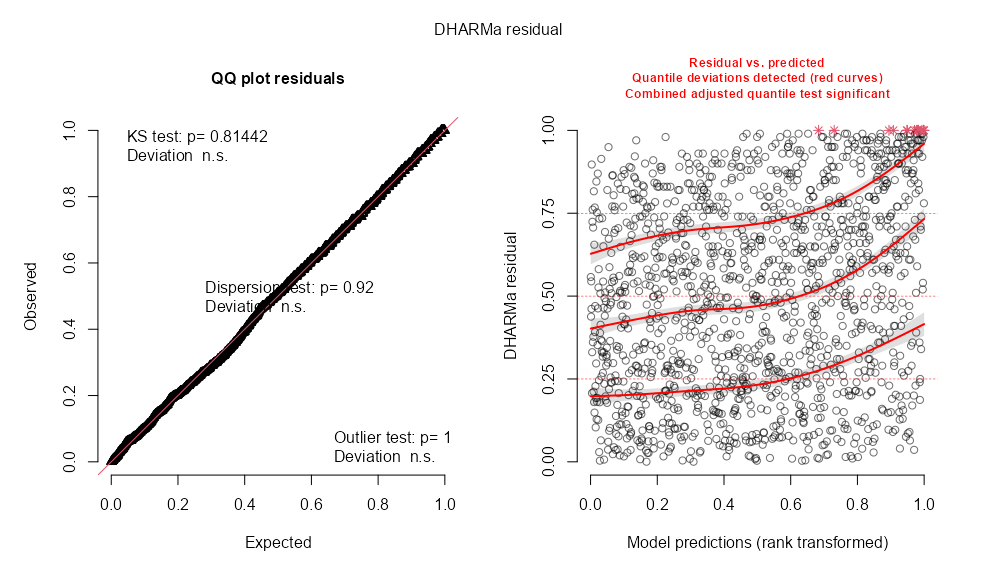 DHARMa residual
QQ plot residuals
KS test: p= 0.81442
Deviation n.s.
Dispersion test: p= 0.92
Deviation n.s.
Outlier test: p= 1
Deviation n.s.
Observed
0.0 0.2 0.4 0.6 0.8 1.0
0.0 0.2 0.4 0.6 0.8 1.0
Expected
Residual vs. predicted
Quantile deviations detected (red curves)
Combined adjusted quantile test significant
DHARMa residual
0.00 0.25 0.50 0.75 1.00
0.0 0.2 0.4 0.6 0.8 1.0
Model predictions (rank transformed)